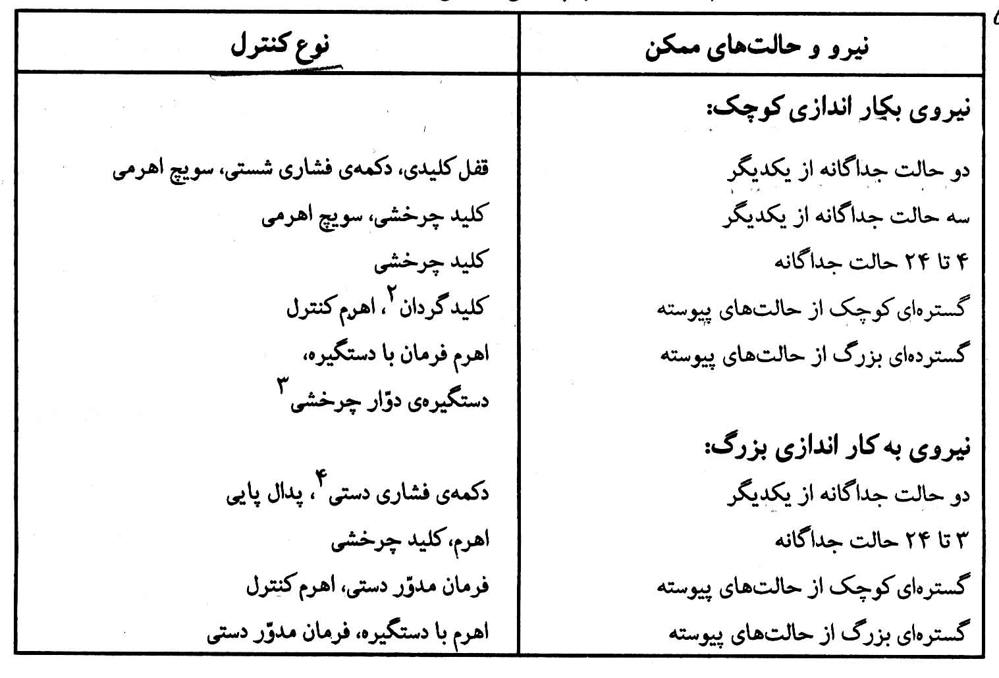 نیرو و حالت‌های ممکن	نوع کنترل
نیروی بکار اندازی کوچک:
دو حالت جداگانه از یکدیگر	قفل کلیدی، دکمه‌ی فشاری شستی، سویچ اهرمی
سه حالت جداگانه از یکدیگر	کلید چرخشی، سویچ اهرمی
۴ تا ۲۴ حالت جداگانه	کلید چرخشی
گستره‌ای کوچک از حالت‌های پیوسته	کلید گردان۲، اهرم کنترل
گسترده‌ای بزرگ از حالت‌های پیوسته	اهرم فرمان با دستگیره،
دستگیره‌ی دوّار چرخشی۳
نیروی به کار اندازی بزرگ:
دو حالت جداگانه از یکدیگر	دکمه‌ی فشاری دستی۴، پدال پایی
۳ تا ۲۴ حالت جداگانه	اهرم، کلید چرخشی
گستره‌ای کوچک از حالت‌های پیوسته	فرمان مدوّر دستی، اهرم کنترل
گستره‌ای بزرگ از حالت‌های پیوسته	اهرم با دستگیره، فرمان مدوّر دستی